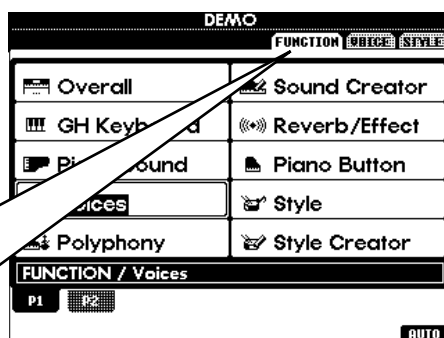 DEMO
FUNCTION VOICE STYLE
Overall
Sound Creator
GH
Reverb/Effect
Piano Button
Style
Polyphony
Style Creator
FUNCTION / Voices
P1 P2
AUTO